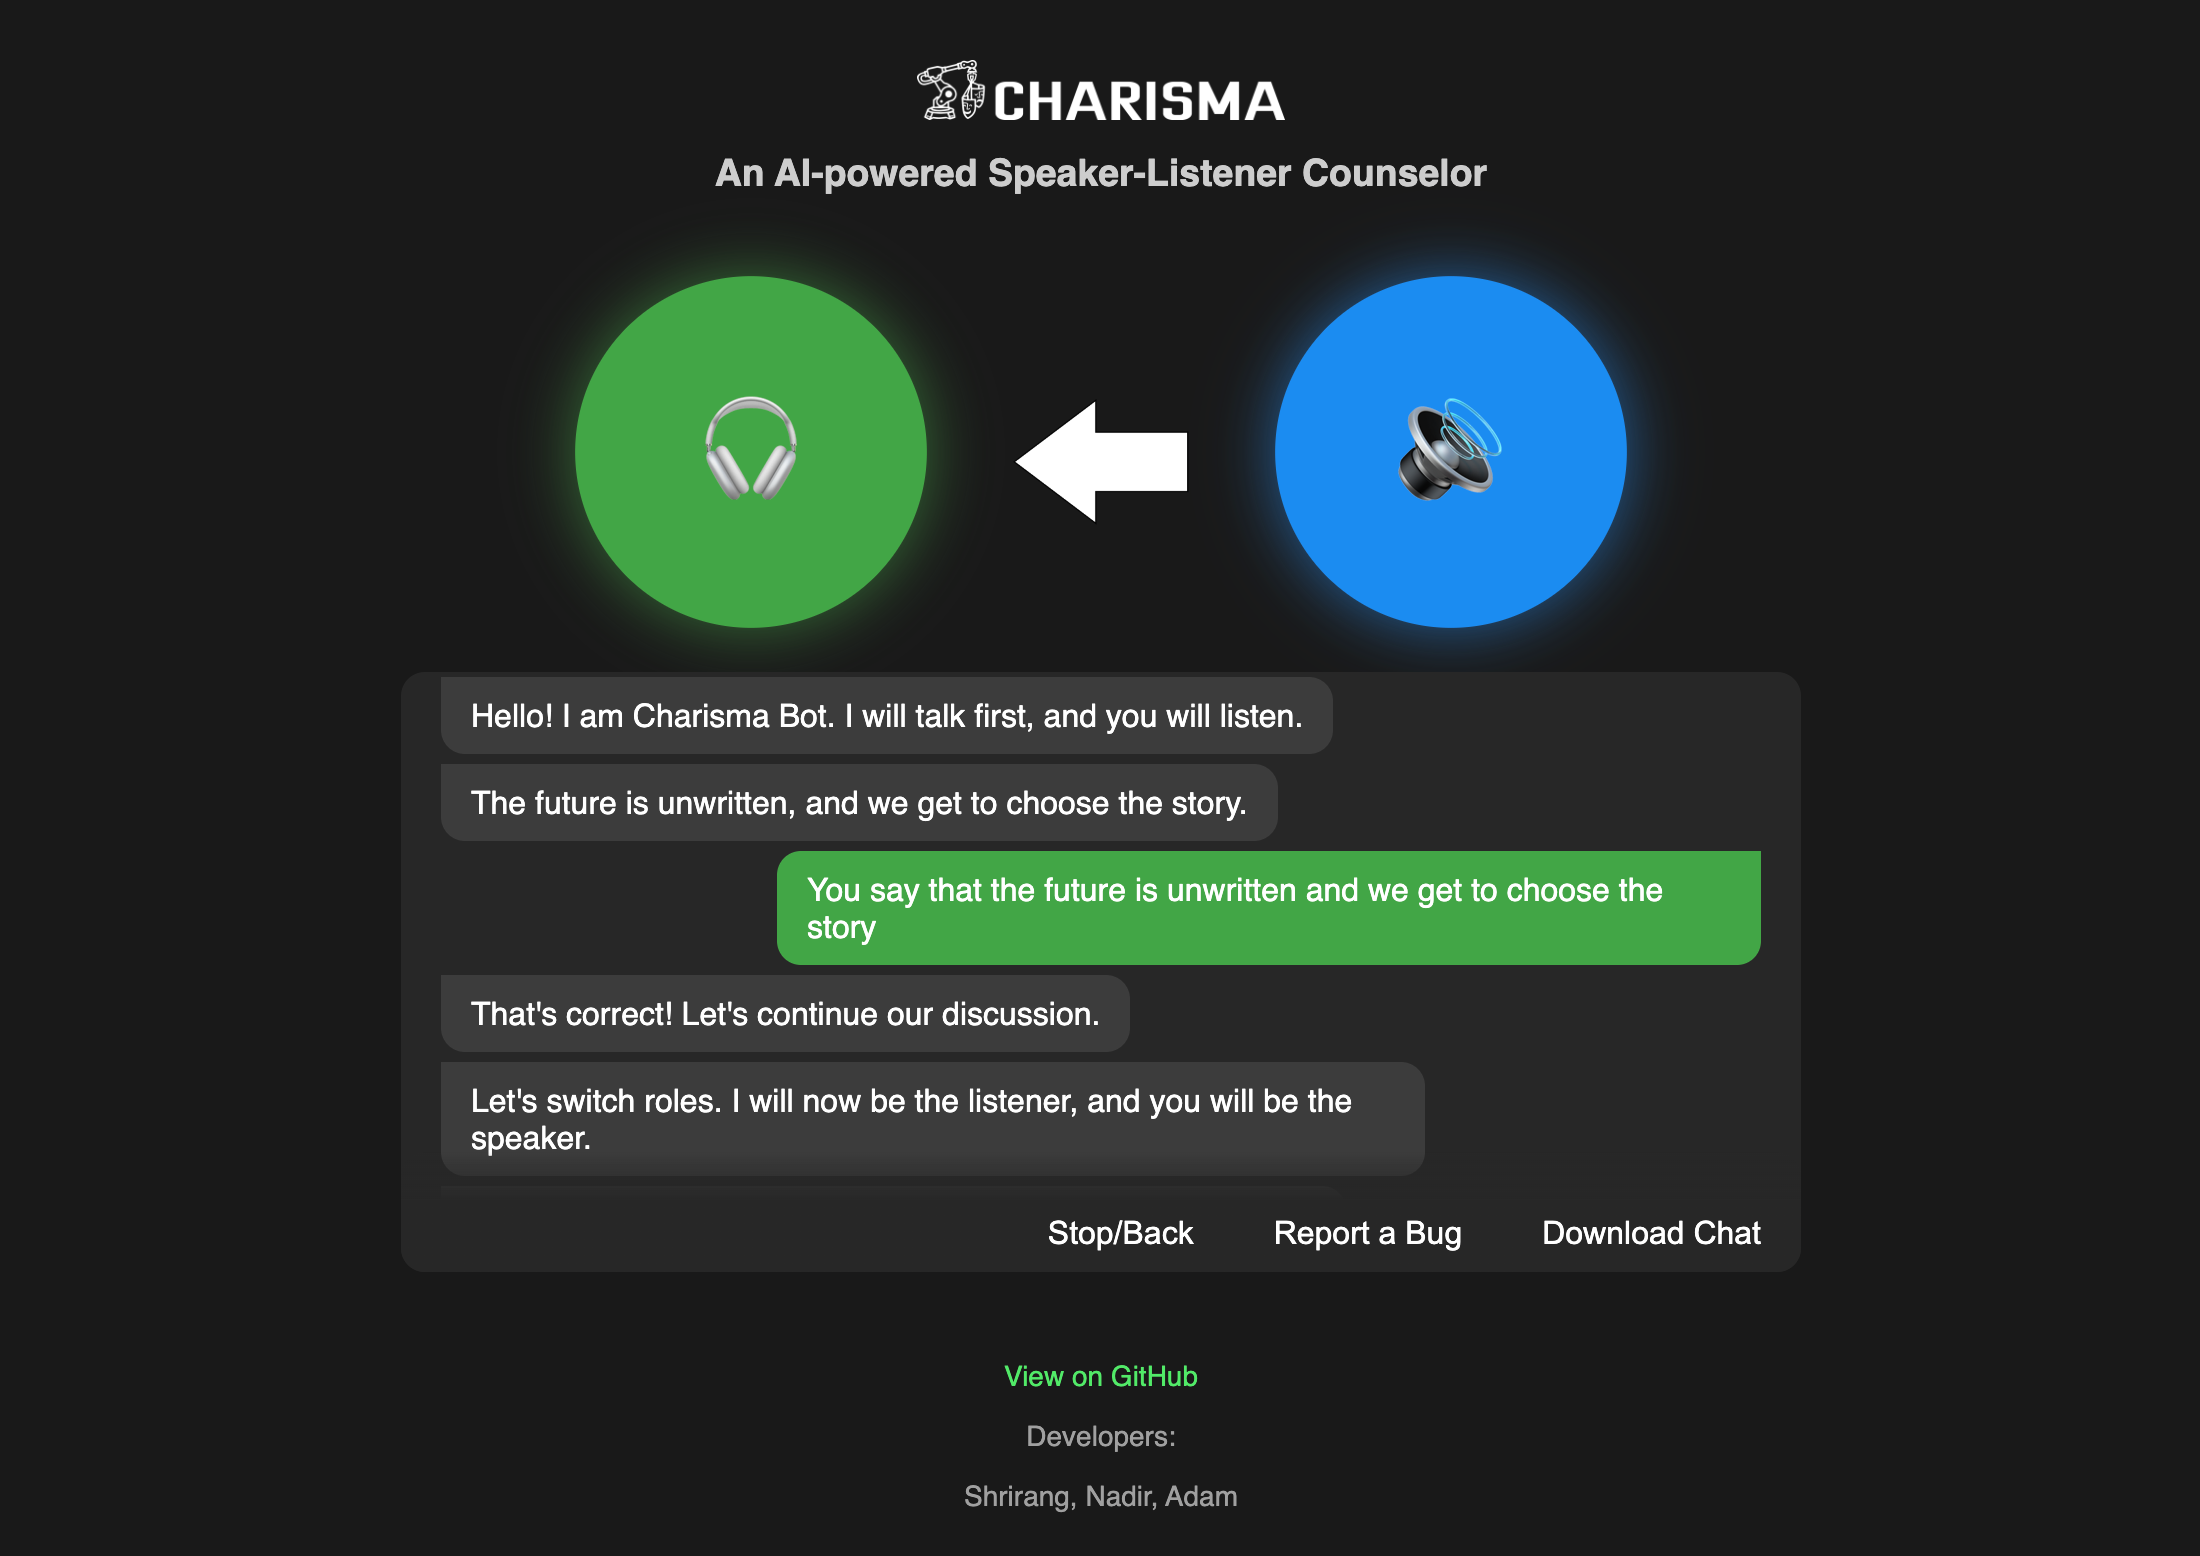 CHARISMA
An AI-powered Speaker-Listener Counselor
Hello! I am Charisma Bot. I will talk first, and you will listen.
The future is unwritten, and we get to choose the story.
You say that the future is unwritten and we get to choose the
story
That's correct! Let's continue our discussion.
Let's switch roles. I will now be the listener, and you will be the
speaker.
Stop/Back
Report a Bug
Download Chat
View on GitHub
Developers:
Shrirang, Nadir, Adam